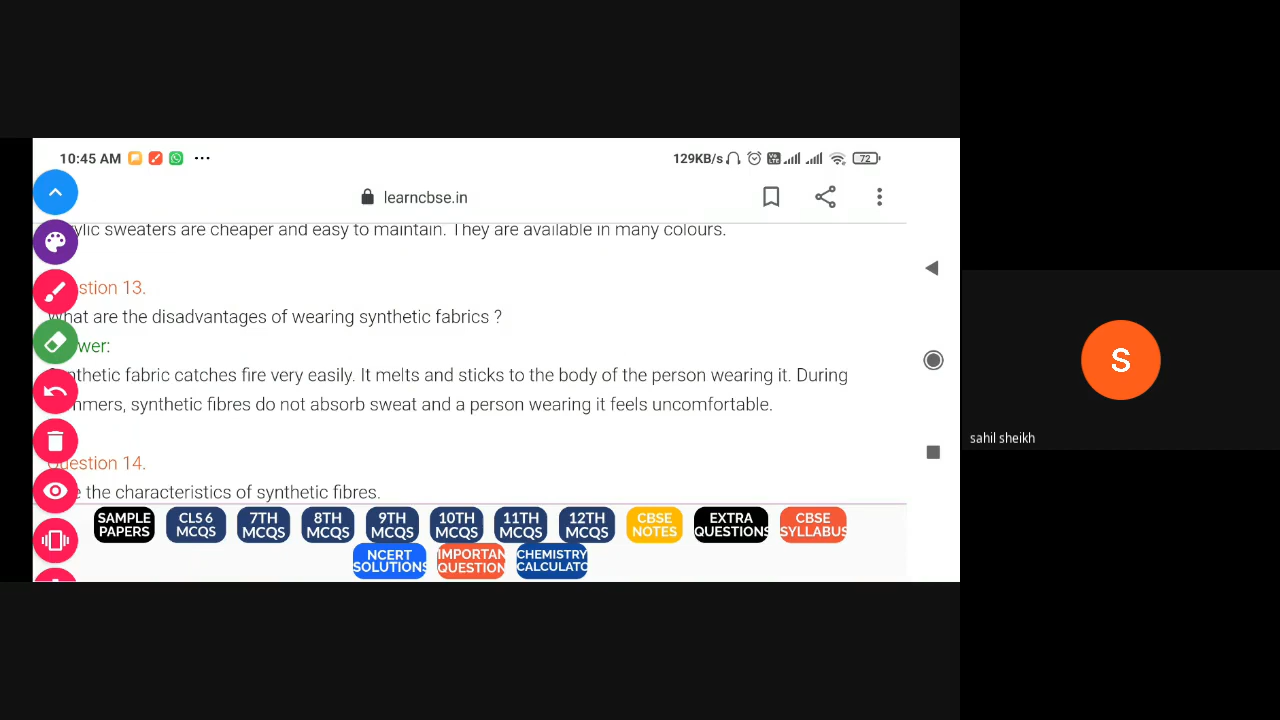 10:45 AM ...
129KB/s Vo LTE 72
learncbse.in
ylic sweaters are cheaper and easy to maintain. They are available in many colours.
stion 13.
What are the disadvantages of wearing synthetic fabrics ?
wer:
nthetic fabric catches fire very easily. It melts and sticks to the body of the person wearing it. During
mmers, synthetic fibres do not absorb sweat and a person wearing it feels uncomfortable.
Question 14.
e the characteristics of synthetic fibres.
SAMPLE PAPERS CLS 6 MCQS 7TH MCQS 8TH MCQS 9TH MCQS 10TH MCQS 11TH MCQS 12TH MCQS CBSE NOTES EXTRA QUESTIONS CBSE SYLLABUS
NCERT SOLUTIONS IMPORTAN QUESTION CHEMISTRY CALCULATO
S
sahil sheikh